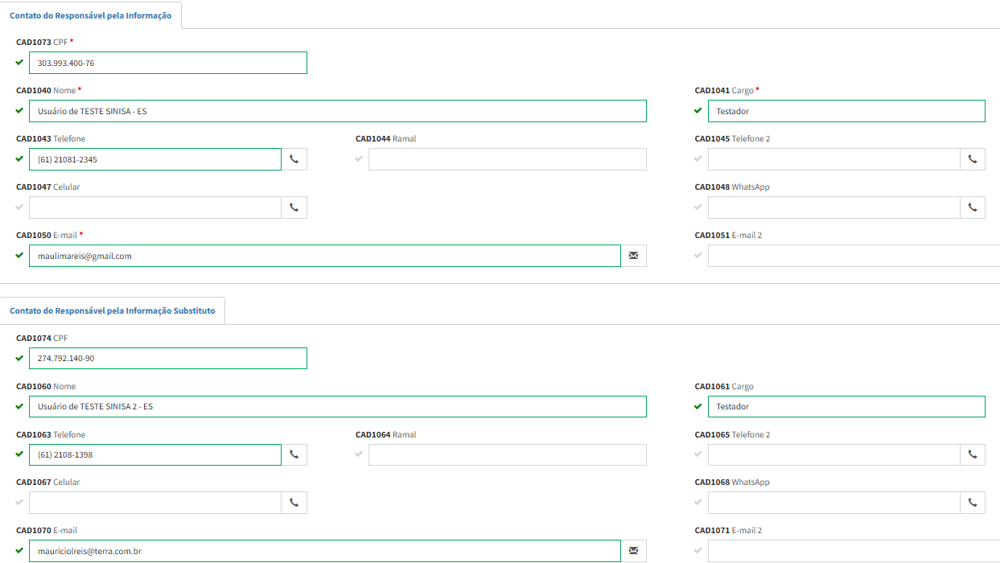 Contato do Responsável pela Informação
CAD1073 CPF *
303.993.400-76
CAD1040 Nome * CAD1041 Cargo *
Usuário de TESTE SINISA - ES Testador
CAD1043 Telefone CAD1044 Ramal CAD1045 Telefone 2
(61) 21081-2345
CAD1047 Celular CAD1048 WhatsApp
CAD1050 E-mail * CAD1051 E-mail 2
maulimareis@gmail.com
Contato do Responsável pela Informação Substituto
CAD1074 CPF
274.792.140-90
CAD1060 Nome CAD1061 Cargo
Usuário de TESTE SINISA 2 - ES Testador
CAD1063 Telefone CAD1064 Ramal CAD1065 Telefone 2
(61) 2108-1398
CAD1067 Celular CAD1068 WhatsApp
CAD1070 E-mail CAD1071 E-mail 2
mauriciolreis@terra.com.br